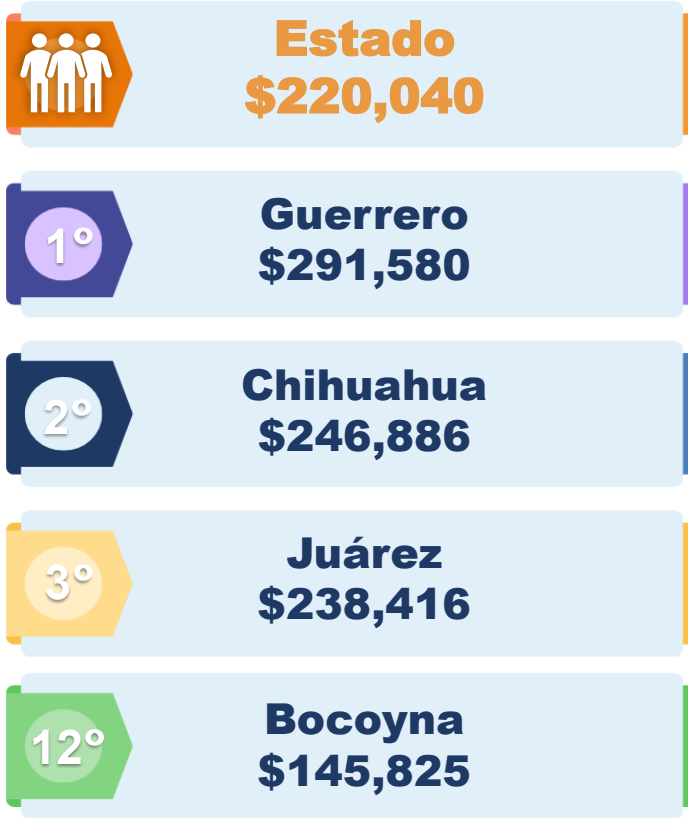 Estado
$220,040
1°
Guerrero
$291,580
2°
Chihuahua
$246,886
3°
Juárez
$238,416
12°
Bocoyna
$145,825